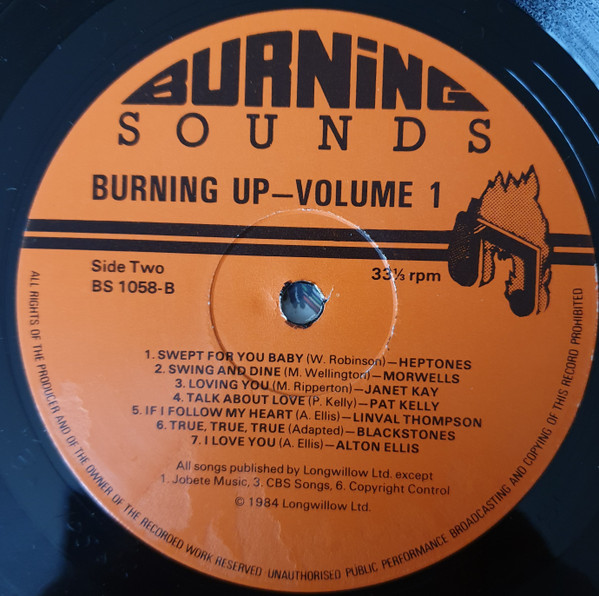 BURNiNG
SOUNDS
BURNING UP–VOLUME 1
Side Two
BS 1058-B
33⅓ rpm
1. SWEPT FOR YOU BABY (W. Robinson)–HEPTONES
2. SWING AND DINE (M. Wellington)–MORWELLS
3. LOVING YOU (M. Ripperton)–JANET KAY
4. TALK ABOUT LOVE (P. Kelly)–PAT KELLY
5. IF I FOLLOW MY HEART (A. Ellis)–LINVAL THOMPSON
6. TRUE, TRUE, TRUE (Adapted)–BLACKSTONES
7. I LOVE YOU (A. Ellis)–ALTON ELLIS
All songs published by Longwillow Ltd. except
1. Jobete Music, 3. CBS Songs, 6. Copyright Control
© 1984 Longwillow Ltd.
ALL RIGHTS OF THE PRODUCER AND OF THE OWNER OF THE RECORDED WORK RESERVED · UNAUTHORISED PUBLIC PERFORMANCE BROADCASTING AND COPYING OF THIS RECORD PROHIBITED